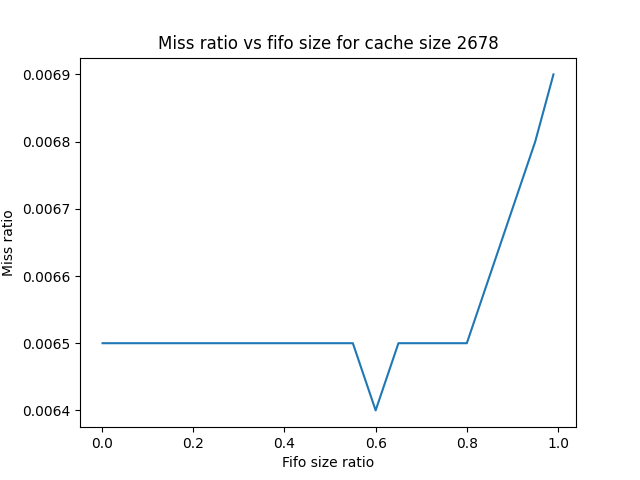 Miss ratio vs fifo size for cache size 2678
0.0069
0.0068
0.0067
0.0066
0.0065
0.0064
Miss ratio
0.0 0.2 0.4 0.6 0.8 1.0
Fifo size ratio